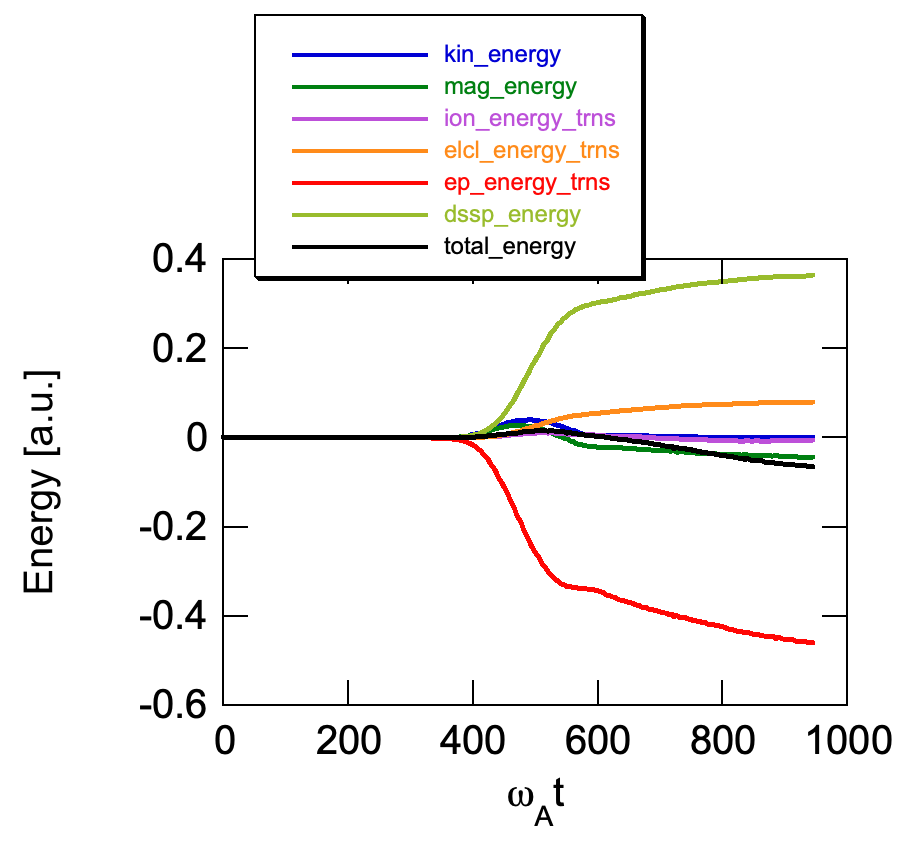 kin_energy
mag_energy
ion_energy_trns
elcl_energy_trns
ep_energy_trns
dssp_energy
total_energy
0.4
0.2
0
-0.2
-0.4
-0.6
Energy [a.u.]
0 200 400 600 800 1000
ω_A t